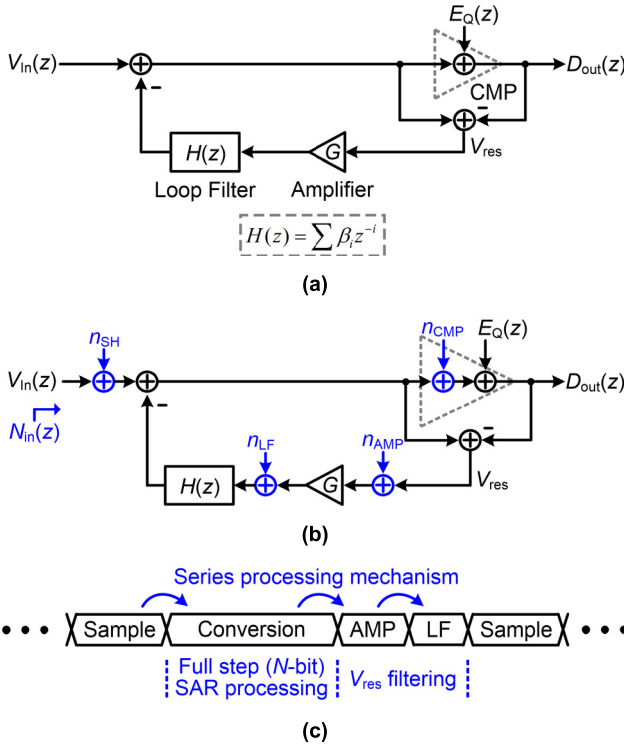 E_Q(z)
V_In(z)
D_out(z)
CMP
V_res
H(z)
G
Loop Filter
Amplifier
H(z) = ∑ β_i z^{-i}
(a)
n_SH
n_CMP
E_Q(z)
V_In(z)
D_out(z)
N_in(z)
n_LF
n_AMP
V_res
H(z)
G
(b)
Series processing mechanism
Sample
Conversion
AMP
LF
Sample
Full step (N-bit)
SAR processing
V_res filtering
(c)